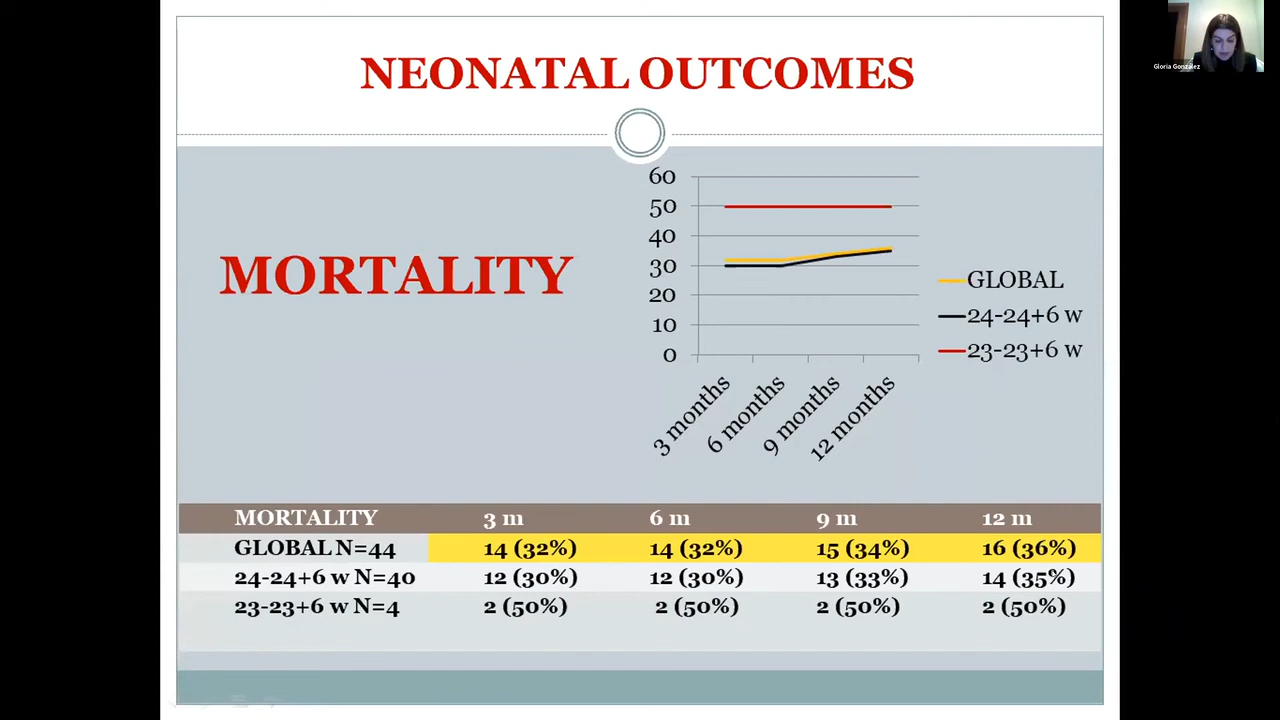 Gloria González
NEONATAL OUTCOMES
MORTALITY
60
50
40
30
20
10
0
3 months
6 months
9 months
12 months
GLOBAL
24-24+6 w
23-23+6 w
MORTALITY 3 m 6 m 9 m 12 m
GLOBAL N=44 14 (32%) 14 (32%) 15 (34%) 16 (36%)
24-24+6 w N=40 12 (30%) 12 (30%) 13 (33%) 14 (35%)
23-23+6 w N=4 2 (50%) 2 (50%) 2 (50%) 2 (50%)